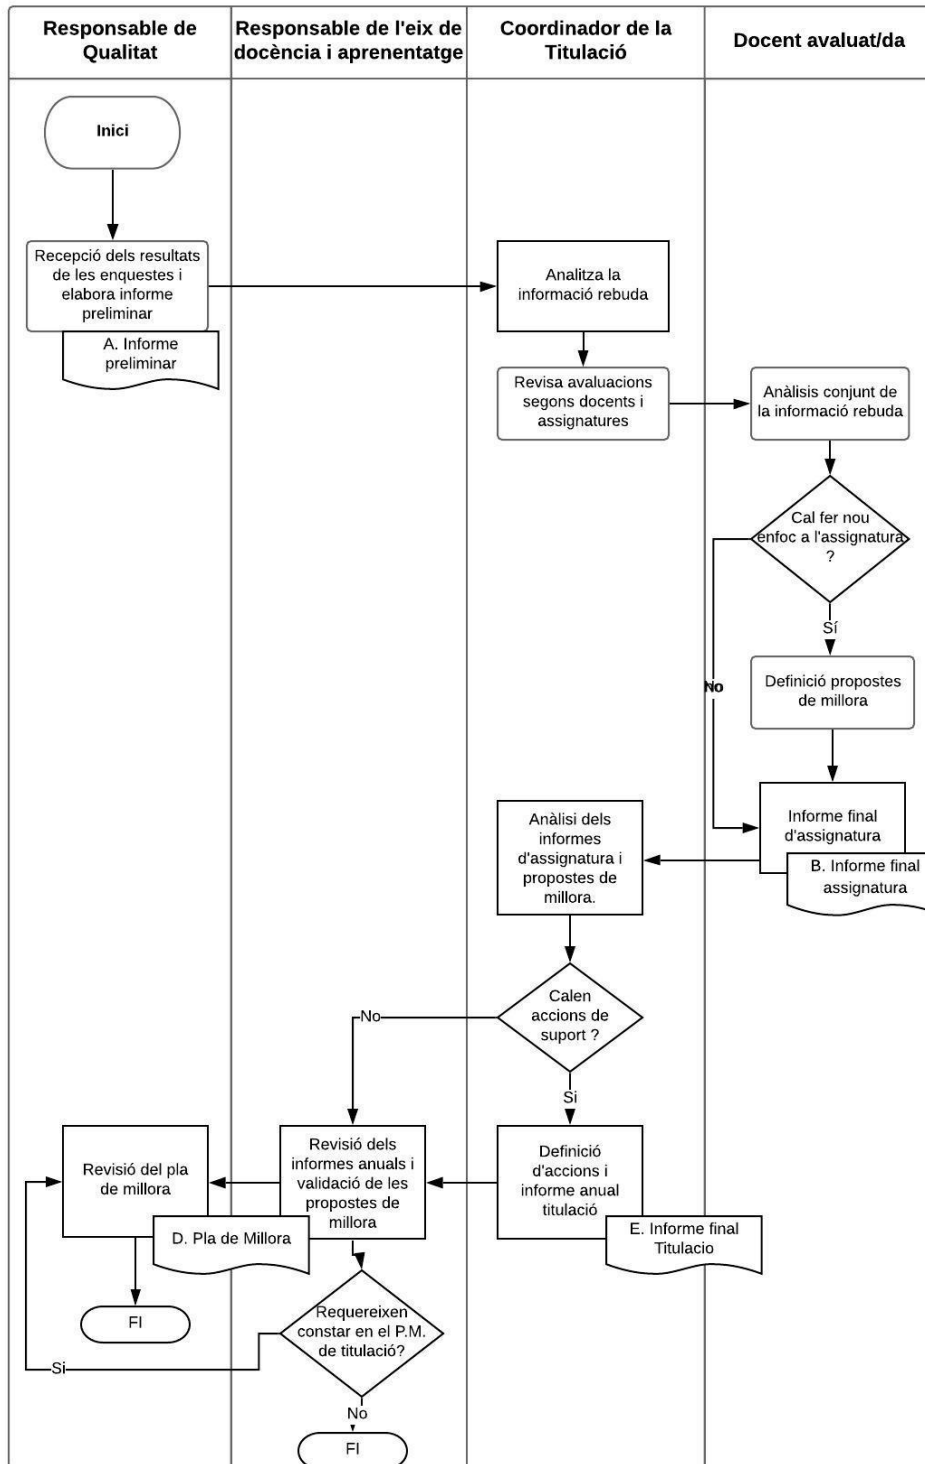 Responsable de
Qualitat
Responsable de l'eix de
docència i aprenentatge
Coordinador de la
Titulació
Docent avaluat/da
Inici
Recepció dels resultats
de les enquestes i
elabora informe
preliminar
A. Informe
preliminar
Analitza la
informació rebuda
Revisa avaluacions
segons docents i
assignatures
Anàlisis conjunt de
la informació rebuda
Cal fer nou
enfoc a l'assignatura
?
Sí
No
Definició propostes
de millora
Informe final
d'assignatura
B. Informe final
assignatura
Anàlisi dels
informes
d'assignatura i
propostes de
millora.
Calen
accions de
suport ?
No
Si
Definició
d'accions i
informe anual
titulació
E. Informe final
Titulacio
Revisió dels
informes anuals i
validació de les
propostes de
millora
Revisió del pla
de millora
D. Pla de Millora
FI
Requereixen
constar en el P.M.
de titulació?
Si
No
FI